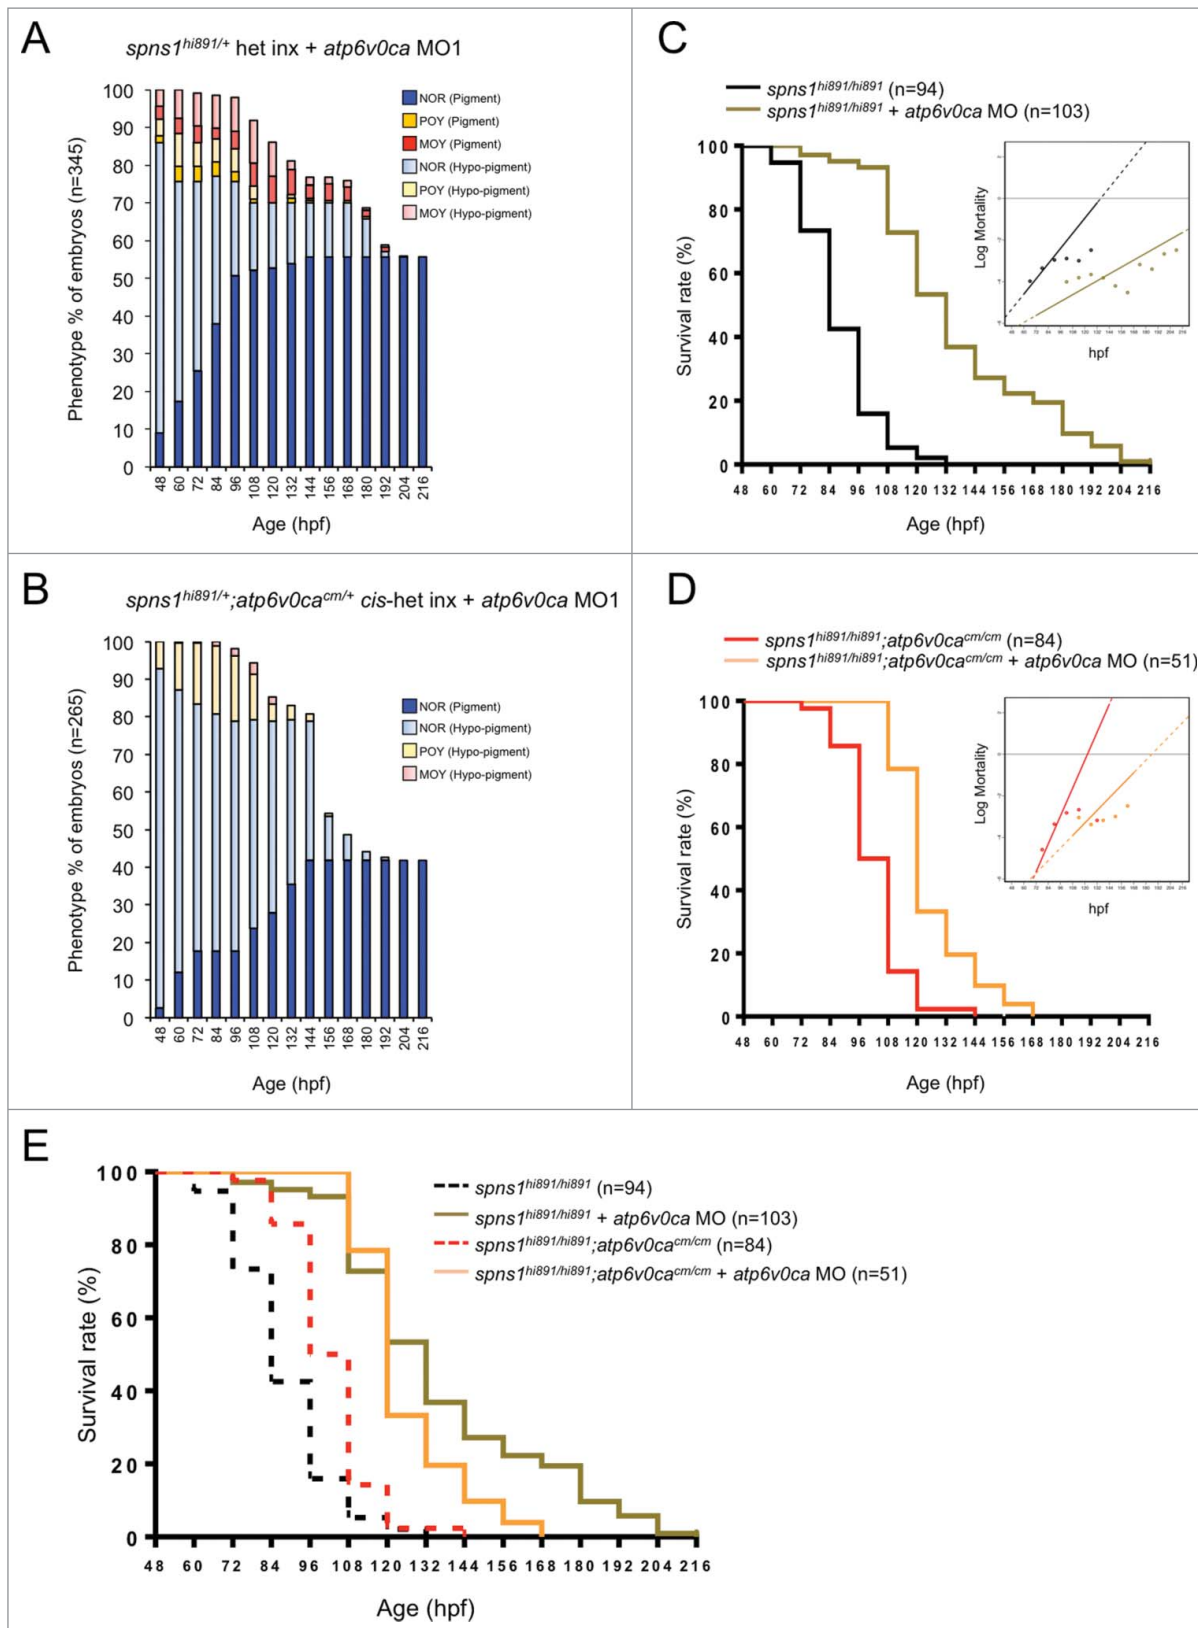 A
spns1hi891/+ het inx + atp6v0ca MO1
Phenotype % of embryos (n=345)
100
90
80
70
60
50
40
30
20
10
0
NOR (Pigment)
POY (Pigment)
MOY (Pigment)
NOR (Hypo-pigment)
POY (Hypo-pigment)
MOY (Hypo-pigment)
48 60 72 84 96 108 120 132 144 156 168 180 192 204 216
Age (hpf)
C
spns1hi891/hi891 (n=94)
spns1hi891/hi891 + atp6v0ca MO (n=103)
Survival rate (%)
100
80
60
40
20
0
Log Mortality
hpf
48 60 72 84 96 108 120 132 144 156 168 180 192 204 216
Age (hpf)
B
spns1hi891/+;atp6v0cacm/+ cis-het inx + atp6v0ca MO1
Phenotype % of embryos (n=265)
100
90
80
70
60
50
40
30
20
10
0
NOR (Pigment)
NOR (Hypo-pigment)
POY (Hypo-pigment)
MOY (Hypo-pigment)
48 60 72 84 96 108 120 132 144 156 168 180 192 204 216
Age (hpf)
D
spns1hi891/hi891;atp6v0cacm/cm (n=84)
spns1hi891/hi891;atp6v0cacm/cm + atp6v0ca MO (n=51)
Survival rate (%)
100
80
60
40
20
0
Log Mortality
hpf
48 60 72 84 96 108 120 132 144 156 168 180 192 204 216
Age (hpf)
E
Survival rate (%)
100
80
60
40
20
0
spns1hi891/hi891 (n=94)
spns1hi891/hi891 + atp6v0ca MO (n=103)
spns1hi891/hi891;atp6v0cacm/cm (n=84)
spns1hi891/hi891;atp6v0cacm/cm + atp6v0ca MO (n=51)
48 60 72 84 96 108 120 132 144 156 168 180 192 204 216
Age (hpf)